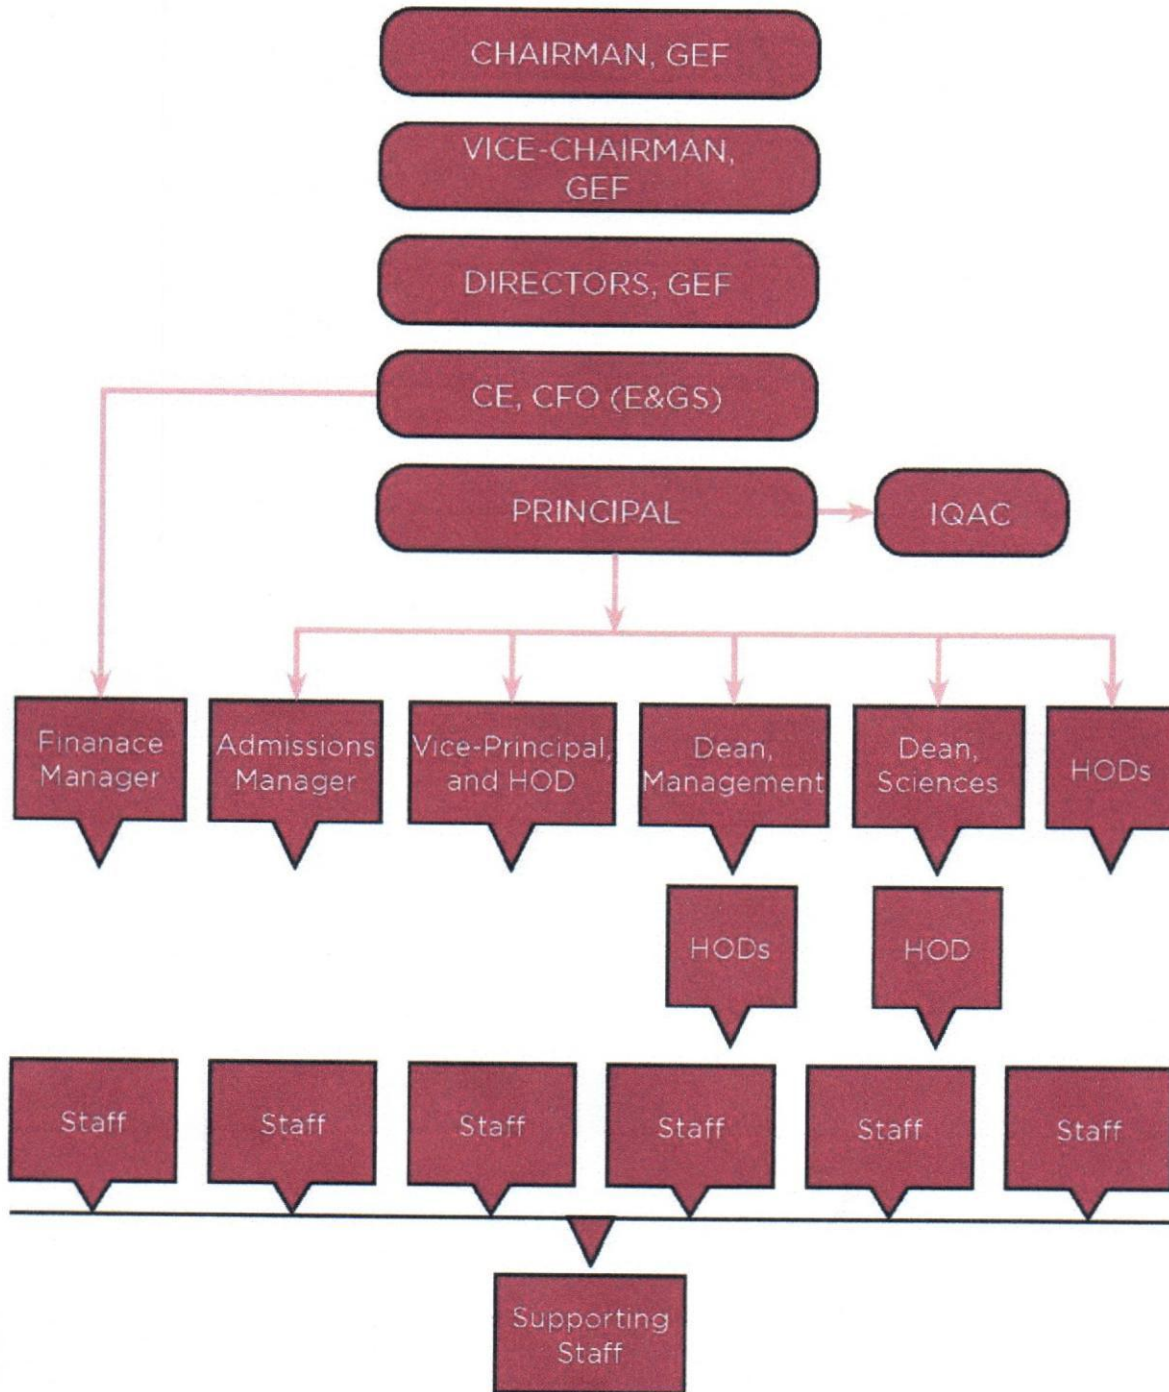 CHAIRMAN, GEF
VICE-CHAIRMAN,
GEF
DIRECTORS, GEF
CE, CFO (E&GS)
PRINCIPAL
IQAC
Finanace
Manager
Admissions
Manager
Vice-Principal,
and HOD
Dean,
Management
Dean,
Sciences
HODs
HODs
HOD
Staff
Staff
Staff
Staff
Staff
Staff
Supporting
Staff